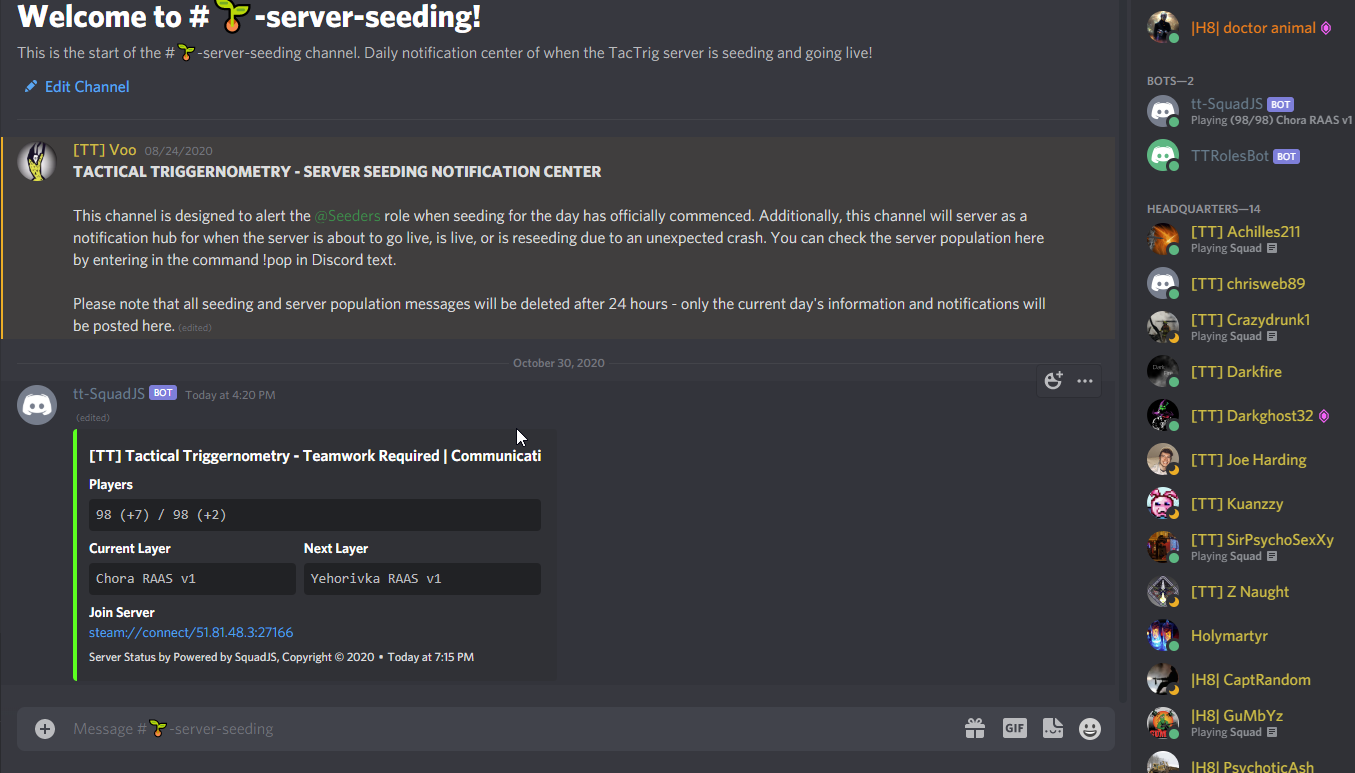 Welcome to # -server-seeding!
This is the start of the # -server-seeding channel. Daily notification center of when the TacTrig server is seeding and going live!
Edit Channel
[TT] Voo 08/24/2020
TACTICAL TRIGGERNOMETRY - SERVER SEEDING NOTIFICATION CENTER
This channel is designed to alert the @Seeders role when seeding for the day has officially commenced. Additionally, this channel will server as a
notification hub for when the server is about to go live, is live, or is reseeding due to an unexpected crash. You can check the server population here
by entering in the command !pop in Discord text.
Please note that all seeding and server population messages will be deleted after 24 hours - only the current day's information and notifications will
be posted here. (edited)
October 30, 2020
tt-SquadJS BOT Today at 4:20 PM
(edited)
[TT] Tactical Triggernometry - Teamwork Required | Communicati
Players
98 (+7) / 98 (+2)
Current Layer Next Layer
Chora RAAS v1 Yehorivka RAAS v1
Join Server
steam://connect/51.81.48.3:27166
Server Status by Powered by SquadJS, Copyright © 2020 • Today at 7:15 PM
Message # -server-seeding
GIF
|H8| doctor animal
BOTS—2
tt-SquadJS BOT
Playing (98/98) Chora RAAS v1
TTRolesBot BOT
HEADQUARTERS—14
[TT] Achilles211
Playing Squad
[TT] chrisweb89
[TT] Crazydrunk1
Playing Squad
[TT] Darkfire
[TT] Darkghost32
[TT] Joe Harding
[TT] Kuanzzy
[TT] SirPsychoSexXy
Playing Squad
[TT] Z Naught
Holymartyr
|H8| CaptRandom
|H8| GuMbYz
Playing Squad
|H8| PsychoticAsh